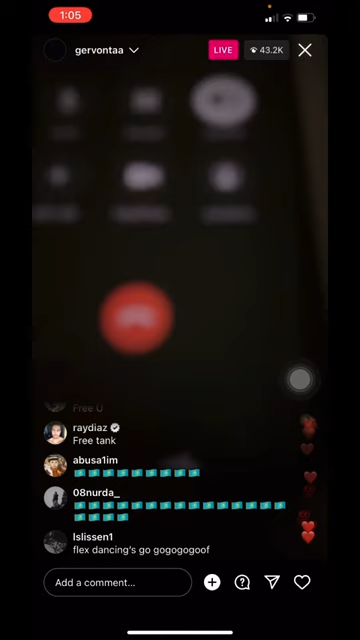 1:05
gervontaa
LIVE
43.2K
Free U
raydiaz
Free tank
abusa1im
08nurda_
lslissen1
flex dancing's go gogogogoof
Add a comment...